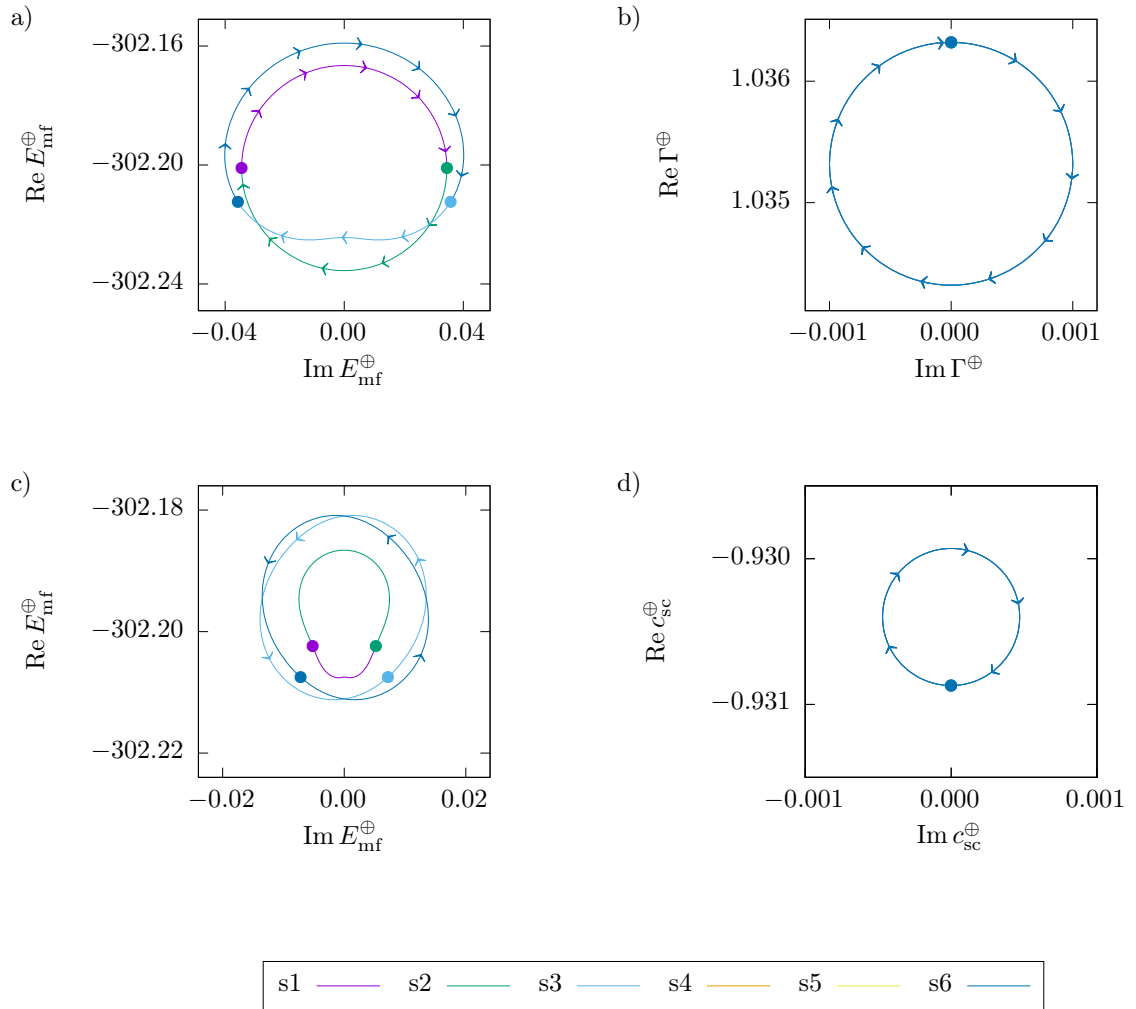 a)
−302.16
−302.20
−302.24
Re E⊕mf
−0.04 0.00 0.04
Im E⊕mf
b)
1.036
1.035
Re Γ⊕
−0.001 0.000 0.001
Im Γ⊕
c)
−302.18
−302.20
−302.22
Re E⊕mf
−0.02 0.00 0.02
Im E⊕mf
d)
−0.930
−0.931
Re c⊕sc
−0.001 0.000 0.001
Im c⊕sc
s1 s2 s3 s4 s5 s6